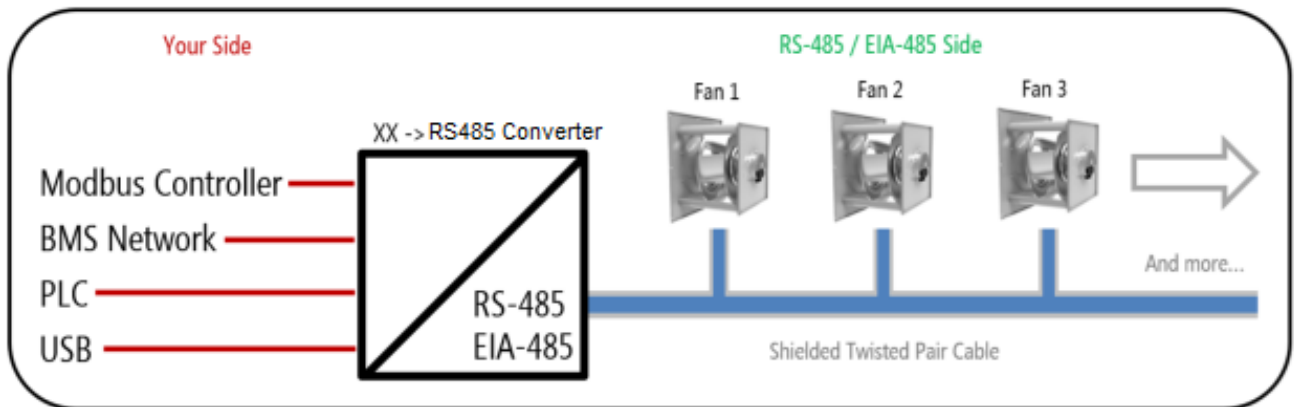 Your Side
RS-485 / EIA-485 Side
Fan 1
Fan 2
Fan 3
XX -> RS485 Converter
Modbus Controller
BMS Network
PLC
USB
RS-485
EIA-485
And more...
Shielded Twisted Pair Cable